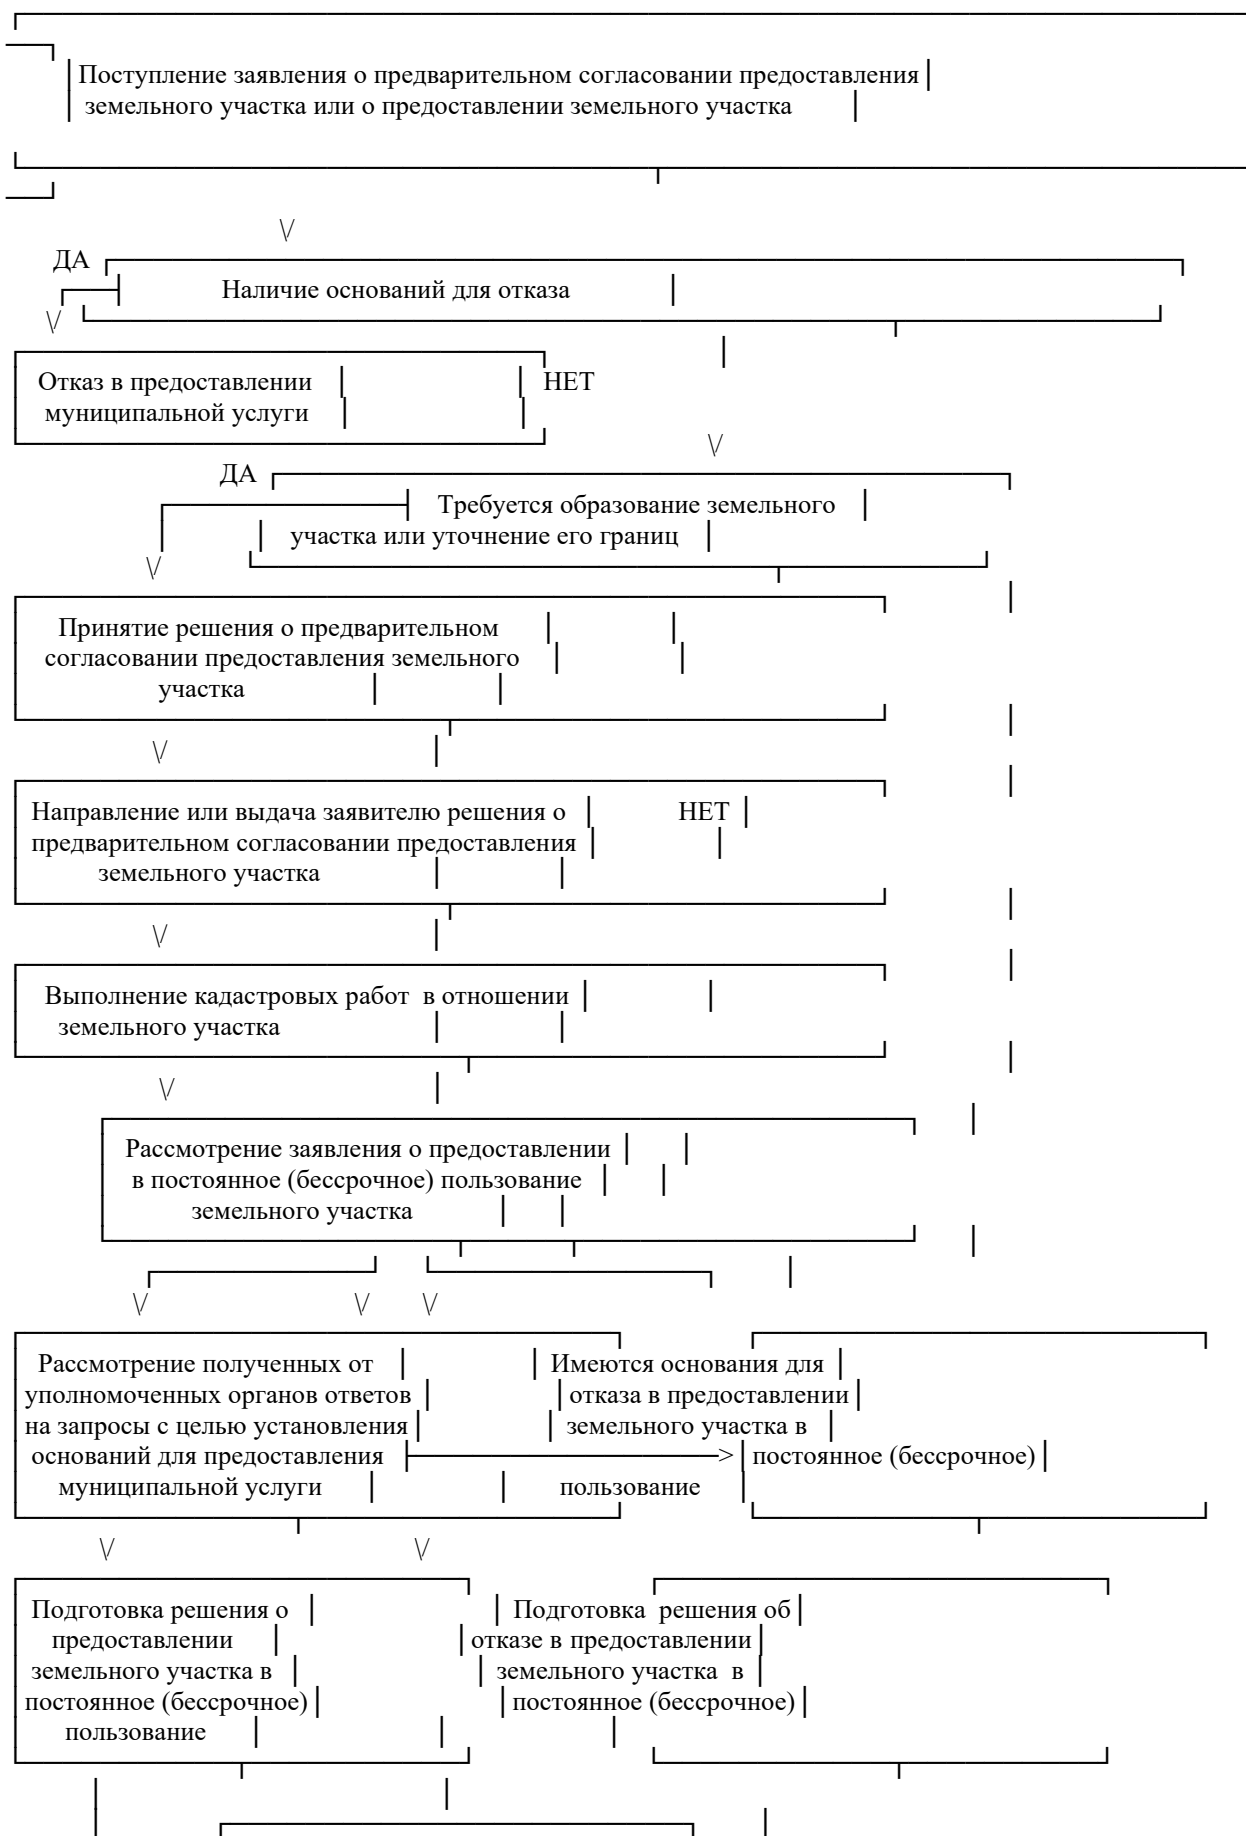 Поступление заявления о предварительном согласовании предоставления
земельного участка или о предоставлении земельного участка
ДА
Наличие оснований для отказа
Отказ в предоставлении НЕТ
муниципальной услуги
ДА
Требуется образование земельного
участка или уточнение его границ
Принятие решения о предварительном
согласовании предоставления земельного
участка
Направление или выдача заявителю решения о НЕТ
предварительном согласовании предоставления
земельного участка
Выполнение кадастровых работ в отношении
земельного участка
Рассмотрение заявления о предоставлении
в постоянное (бессрочное) пользование
земельного участка
Рассмотрение полученных от Имеются основания для
уполномоченных органов ответов отказа в предоставлении
на запросы с целью установления земельного участка в
оснований для предоставления > постоянное (бессрочное)
муниципальной услуги пользование
Подготовка решения о Подготовка решения об
предоставлении отказе в предоставлении
земельного участка в земельного участка в
постоянное (бессрочное) постоянное (бессрочное)
пользование